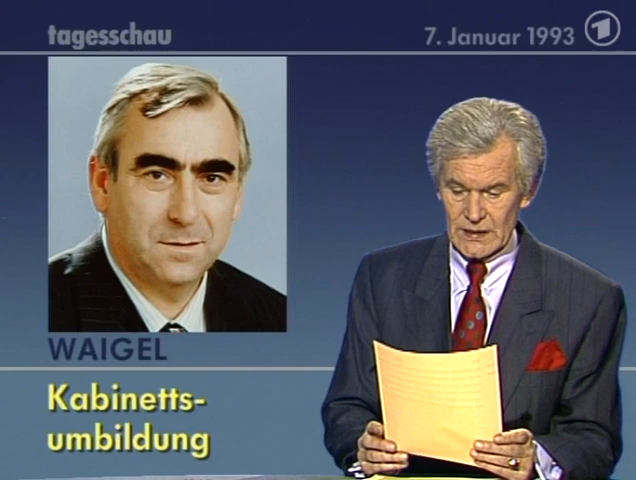 tagesschau
7. Januar 1993
1
WAIGEL
Kabinetts-
umbildung